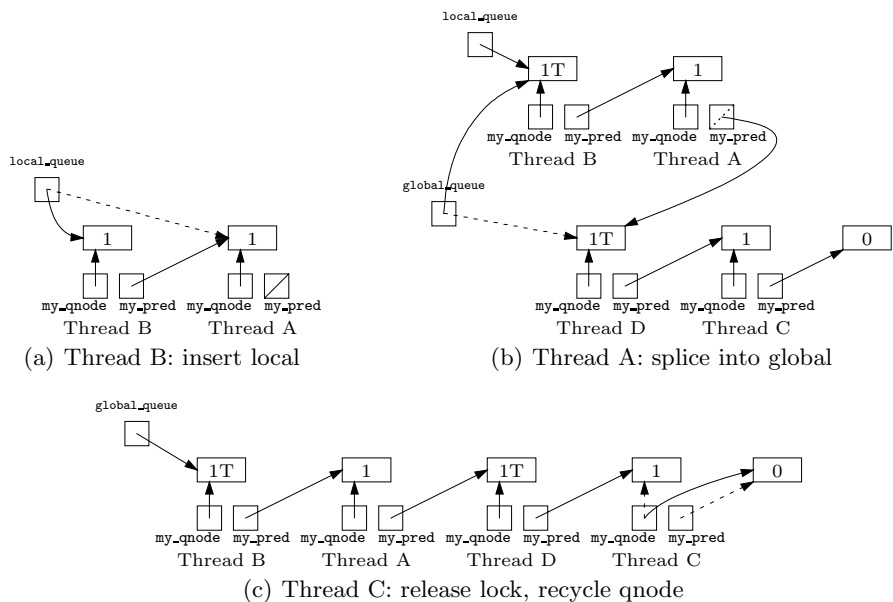 local_queue
1 1
my_qnode my_pred my_qnode my_pred
Thread B Thread A
(a) Thread B: insert local
local_queue
1T 1
my_qnode my_pred my_qnode my_pred
Thread B Thread A
global_queue
1T 1 0
my_qnode my_pred my_qnode my_pred
Thread D Thread C
(b) Thread A: splice into global
global_queue
1T 1 1T 1 0
my_qnode my_pred my_qnode my_pred my_qnode my_pred my_qnode my_pred
Thread B Thread A Thread D Thread C
(c) Thread C: release lock, recycle qnode